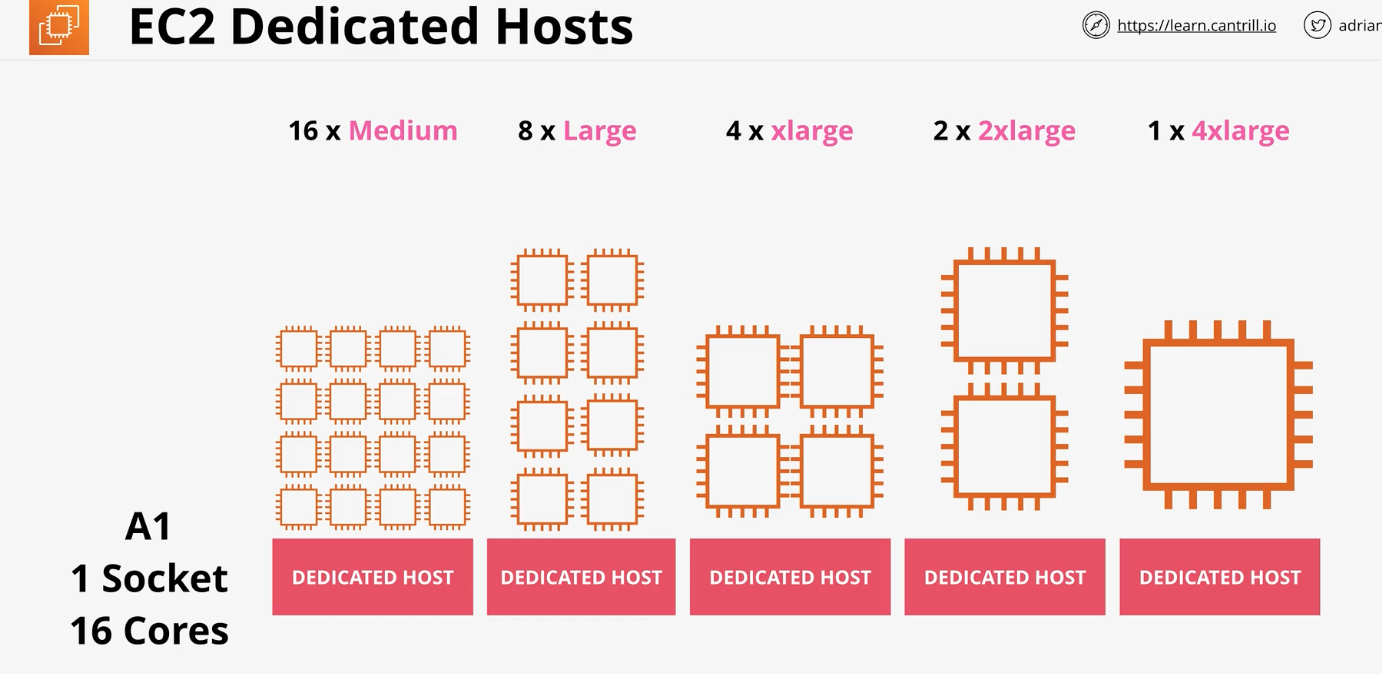 EC2 Dedicated Hosts
https://learn.cantrill.io
16 x Medium
8 x Large
4 x xlarge
2 x 2xlarge
1 x 4xlarge
A1
1 Socket
16 Cores
DEDICATED HOST
DEDICATED HOST
DEDICATED HOST
DEDICATED HOST
DEDICATED HOST